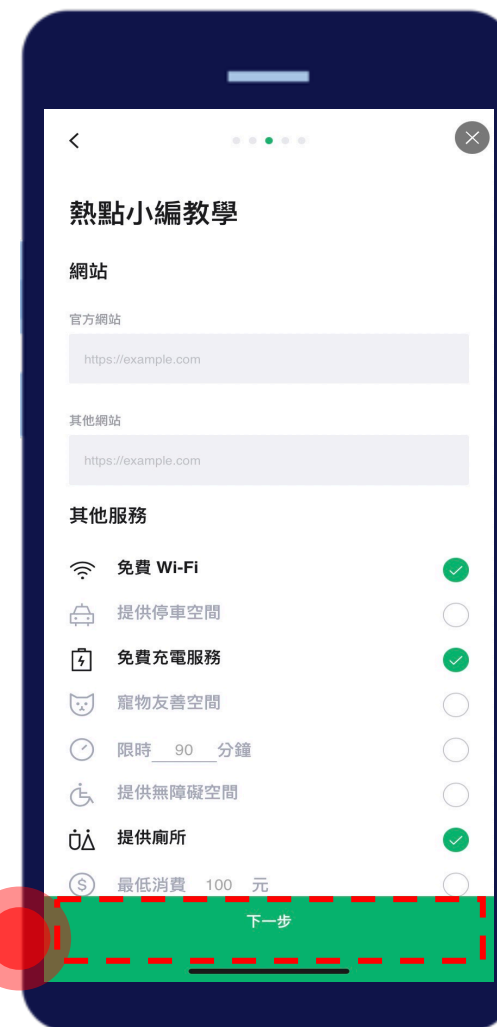 熱點小編教學
網站
官方網站
https://example.com
其他網站
https://example.com
其他服務
免費 Wi-Fi
提供停車空間
免費充電服務
寵物友善空間
限時 90 分鐘
提供無障礙空間
提供廁所
最低消費 100 元
下一步